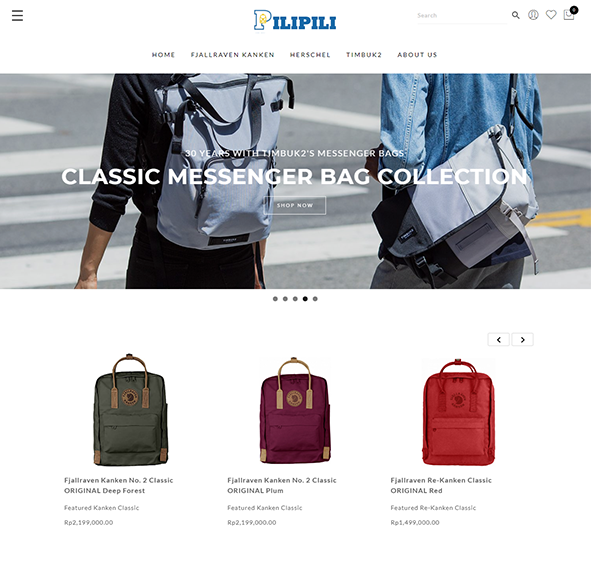 PILIPILI
Search
0
HOME FJALLRAVEN KANKEN HERSCHEL TIMBUK2 ABOUT US
30 YEARS WITH TIMBUK2'S MESSENGER BAGS
CLASSIC MESSENGER BAG COLLECTION
SHOP NOW
TIMBUK2
Fjallraven Kanken No. 2 Classic
ORIGINAL Deep Forest
Featured Kanken Classic
Rp2,199,000.00
Fjallraven Kanken No. 2 Classic
ORIGINAL Plum
Featured Kanken Classic
Rp2,199,000.00
Fjallraven Re-Kanken Classic
ORIGINAL Red
Featured Re-Kanken Classic
Rp1,499,000.00